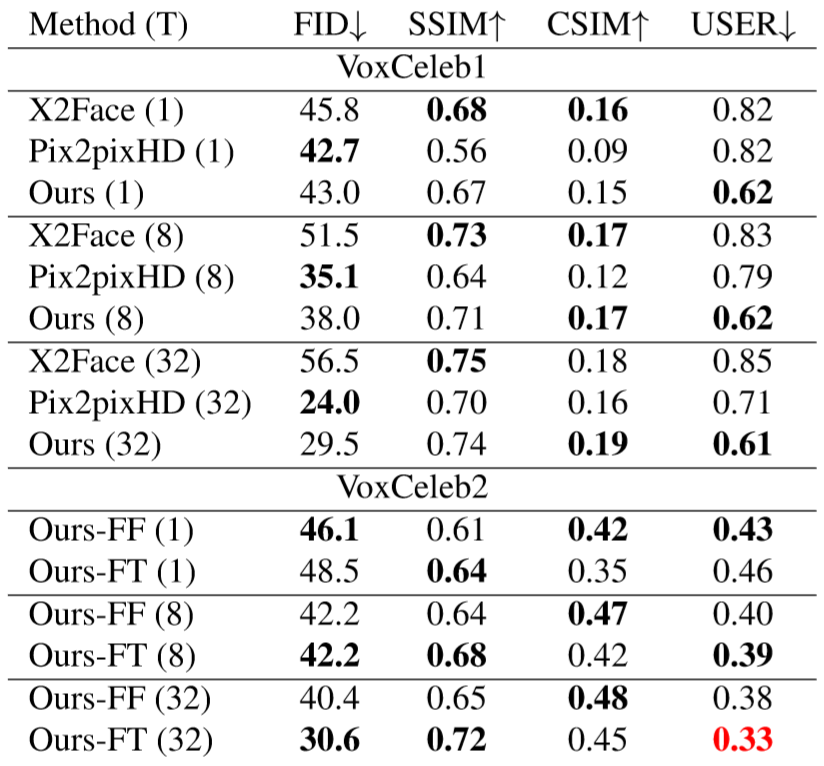 Method (T) FID↓ SSIM↑ CSIM↑ USER↓
VoxCeleb1
X2Face (1) 45.8 0.68 0.16 0.82
Pix2pixHD (1) 42.7 0.56 0.09 0.82
Ours (1) 43.0 0.67 0.15 0.62
X2Face (8) 51.5 0.73 0.17 0.83
Pix2pixHD (8) 35.1 0.64 0.12 0.79
Ours (8) 38.0 0.71 0.17 0.62
X2Face (32) 56.5 0.75 0.18 0.85
Pix2pixHD (32) 24.0 0.70 0.16 0.71
Ours (32) 29.5 0.74 0.19 0.61
VoxCeleb2
Ours-FF (1) 46.1 0.61 0.42 0.43
Ours-FT (1) 48.5 0.64 0.35 0.46
Ours-FF (8) 42.2 0.64 0.47 0.40
Ours-FT (8) 42.2 0.68 0.42 0.39
Ours-FF (32) 40.4 0.65 0.48 0.38
Ours-FT (32) 30.6 0.72 0.45 0.33